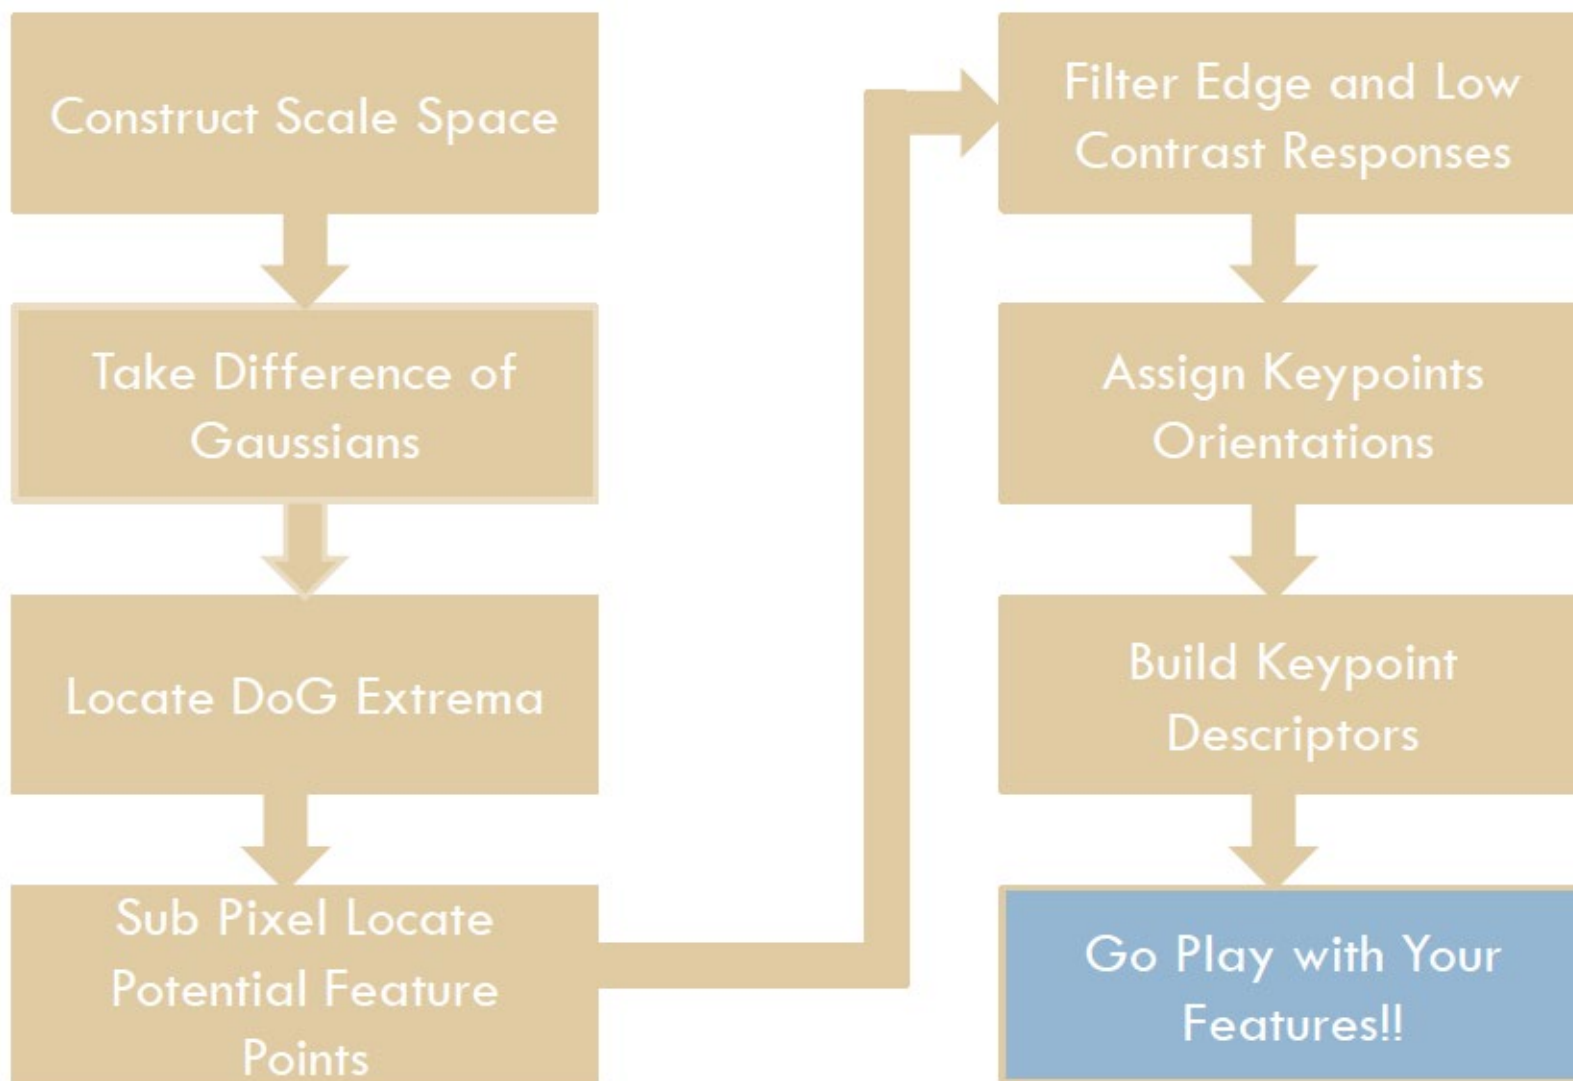 Construct Scale Space
Take Difference of
Gaussians
Locate DoG Extrema
Sub Pixel Locate
Potential Feature
Points
Filter Edge and Low
Contrast Responses
Assign Keypoints
Orientations
Build Keypoint
Descriptors
Go Play with Your
Features!!